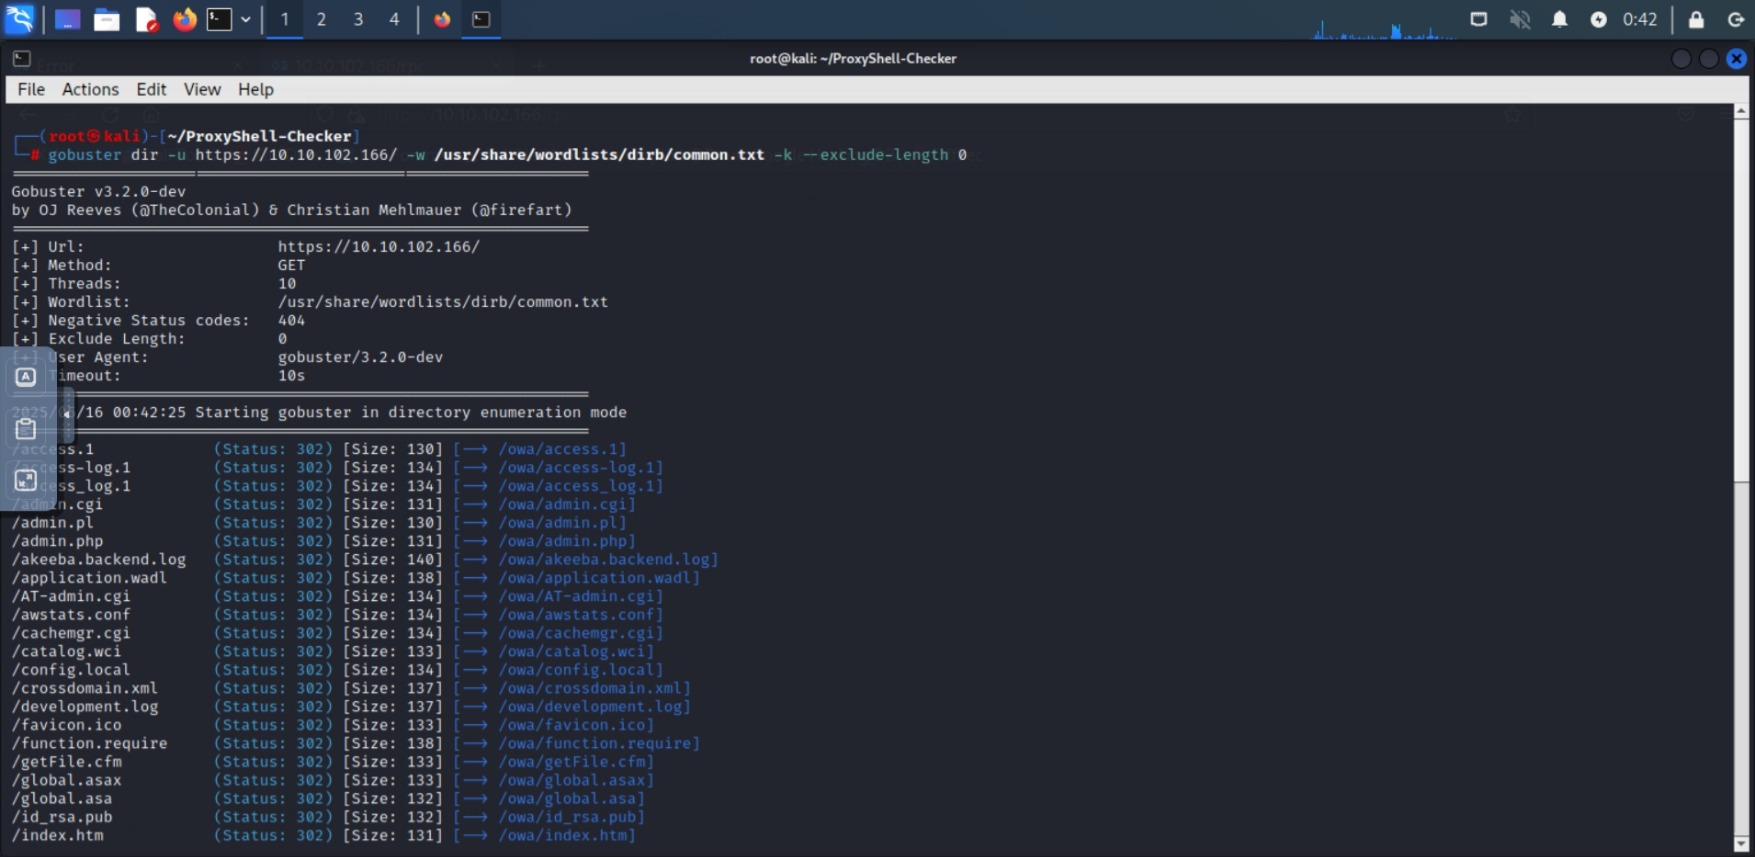 1 2 3 4 0:42
root@kali: ~/ProxyShell-Checker
File Actions Edit View Help
(root㉿kali)-[~/ProxyShell-Checker]
# gobuster dir -u https://10.10.102.166/ -w /usr/share/wordlists/dirb/common.txt -k --exclude-length 0
Gobuster v3.2.0-dev
by OJ Reeves (@TheColonial) & Christian Mehlmauer (@firefart)
[+] Url: https://10.10.102.166/
[+] Method: GET
[+] Threads: 10
[+] Wordlist: /usr/share/wordlists/dirb/common.txt
[+] Negative Status codes: 404
[+] Exclude Length: 0
[+] User Agent: gobuster/3.2.0-dev
Timeout: 10s
/16 00:42:25 Starting gobuster in directory enumeration mode
/access.1 (Status: 302) [Size: 130] [--> /owa/access.1]
/access-log.1 (Status: 302) [Size: 134] [--> /owa/access-log.1]
/access_log.1 (Status: 302) [Size: 134] [--> /owa/access_log.1]
/admin.cgi (Status: 302) [Size: 131] [--> /owa/admin.cgi]
/admin.pl (Status: 302) [Size: 130] [--> /owa/admin.pl]
/admin.php (Status: 302) [Size: 131] [--> /owa/admin.php]
/akeeba.backend.log (Status: 302) [Size: 140] [--> /owa/akeeba.backend.log]
/application.wadl (Status: 302) [Size: 138] [--> /owa/application.wadl]
/AT-admin.cgi (Status: 302) [Size: 134] [--> /owa/AT-admin.cgi]
/awstats.conf (Status: 302) [Size: 134] [--> /owa/awstats.conf]
/cachemgr.cgi (Status: 302) [Size: 134] [--> /owa/cachemgr.cgi]
/catalog.wci (Status: 302) [Size: 133] [--> /owa/catalog.wci]
/config.local (Status: 302) [Size: 134] [--> /owa/config.local]
/crossdomain.xml (Status: 302) [Size: 137] [--> /owa/crossdomain.xml]
/development.log (Status: 302) [Size: 137] [--> /owa/development.log]
/favicon.ico (Status: 302) [Size: 133] [--> /owa/favicon.ico]
/function.require (Status: 302) [Size: 138] [--> /owa/function.require]
/getFile.cfm (Status: 302) [Size: 133] [--> /owa/getFile.cfm]
/global.asax (Status: 302) [Size: 133] [--> /owa/global.asax]
/global.asa (Status: 302) [Size: 132] [--> /owa/global.asa]
/id_rsa.pub (Status: 302) [Size: 132] [--> /owa/id_rsa.pub]
/index.htm (Status: 302) [Size: 131] [--> /owa/index.htm]